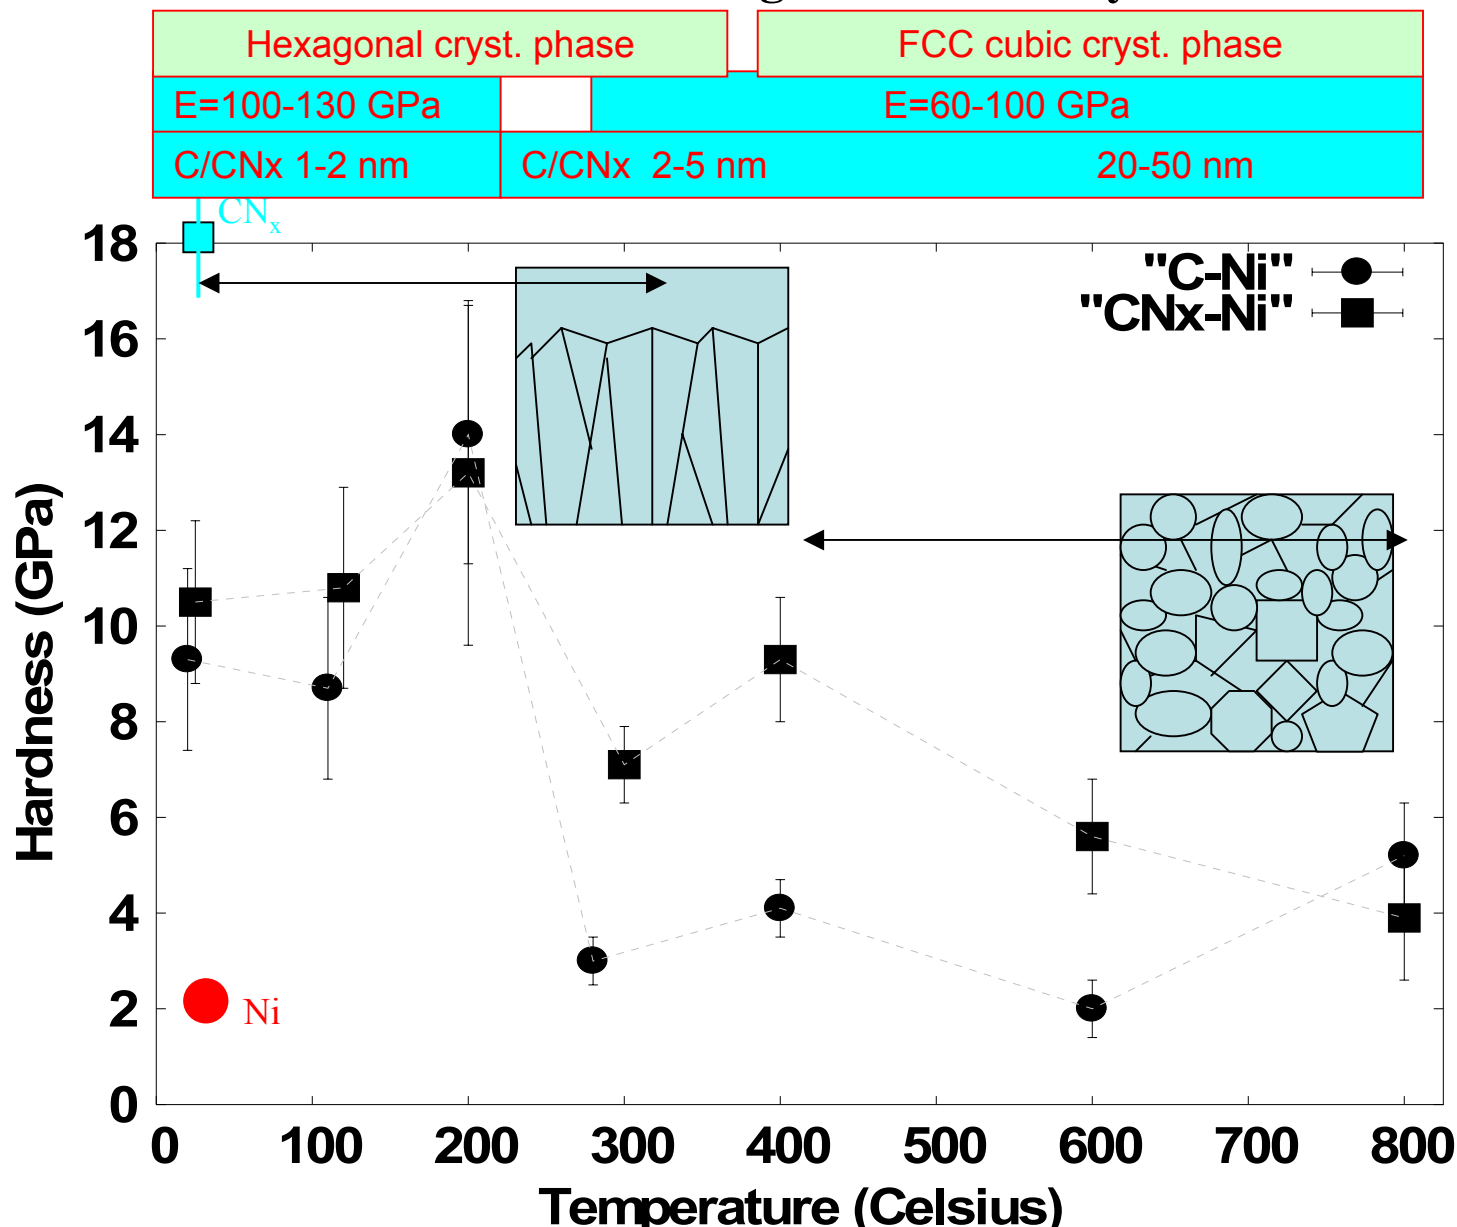 Hexagonal cryst. phase
FCC cubic cryst. phase
E=100-130 GPa
E=60-100 GPa
C/CNx 1-2 nm
C/CNx 2-5 nm
20-50 nm
CNx
"C-Ni"
"CNx-Ni"
Ni
Hardness (GPa)
18
16
14
12
10
8
6
4
2
0
0 100 200 300 400 500 600 700 800
Temperature (Celsius)